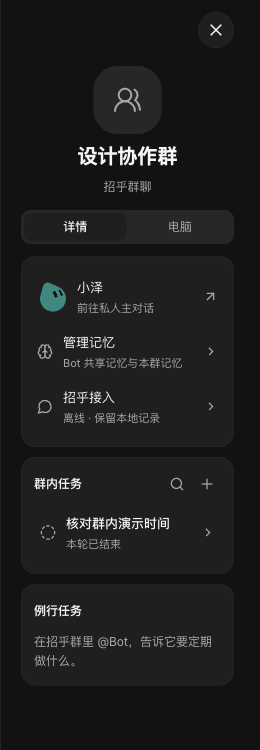 设计协作群
招乎群聊
详情
电脑
小泽
前往私人主对话
管理记忆
Bot 共享记忆与本群记忆
招乎接入
离线 · 保留本地记录
群内任务
核对群内演示时间
本轮已结束
例行任务
在招乎群里 @Bot，告诉它要定期
做什么。